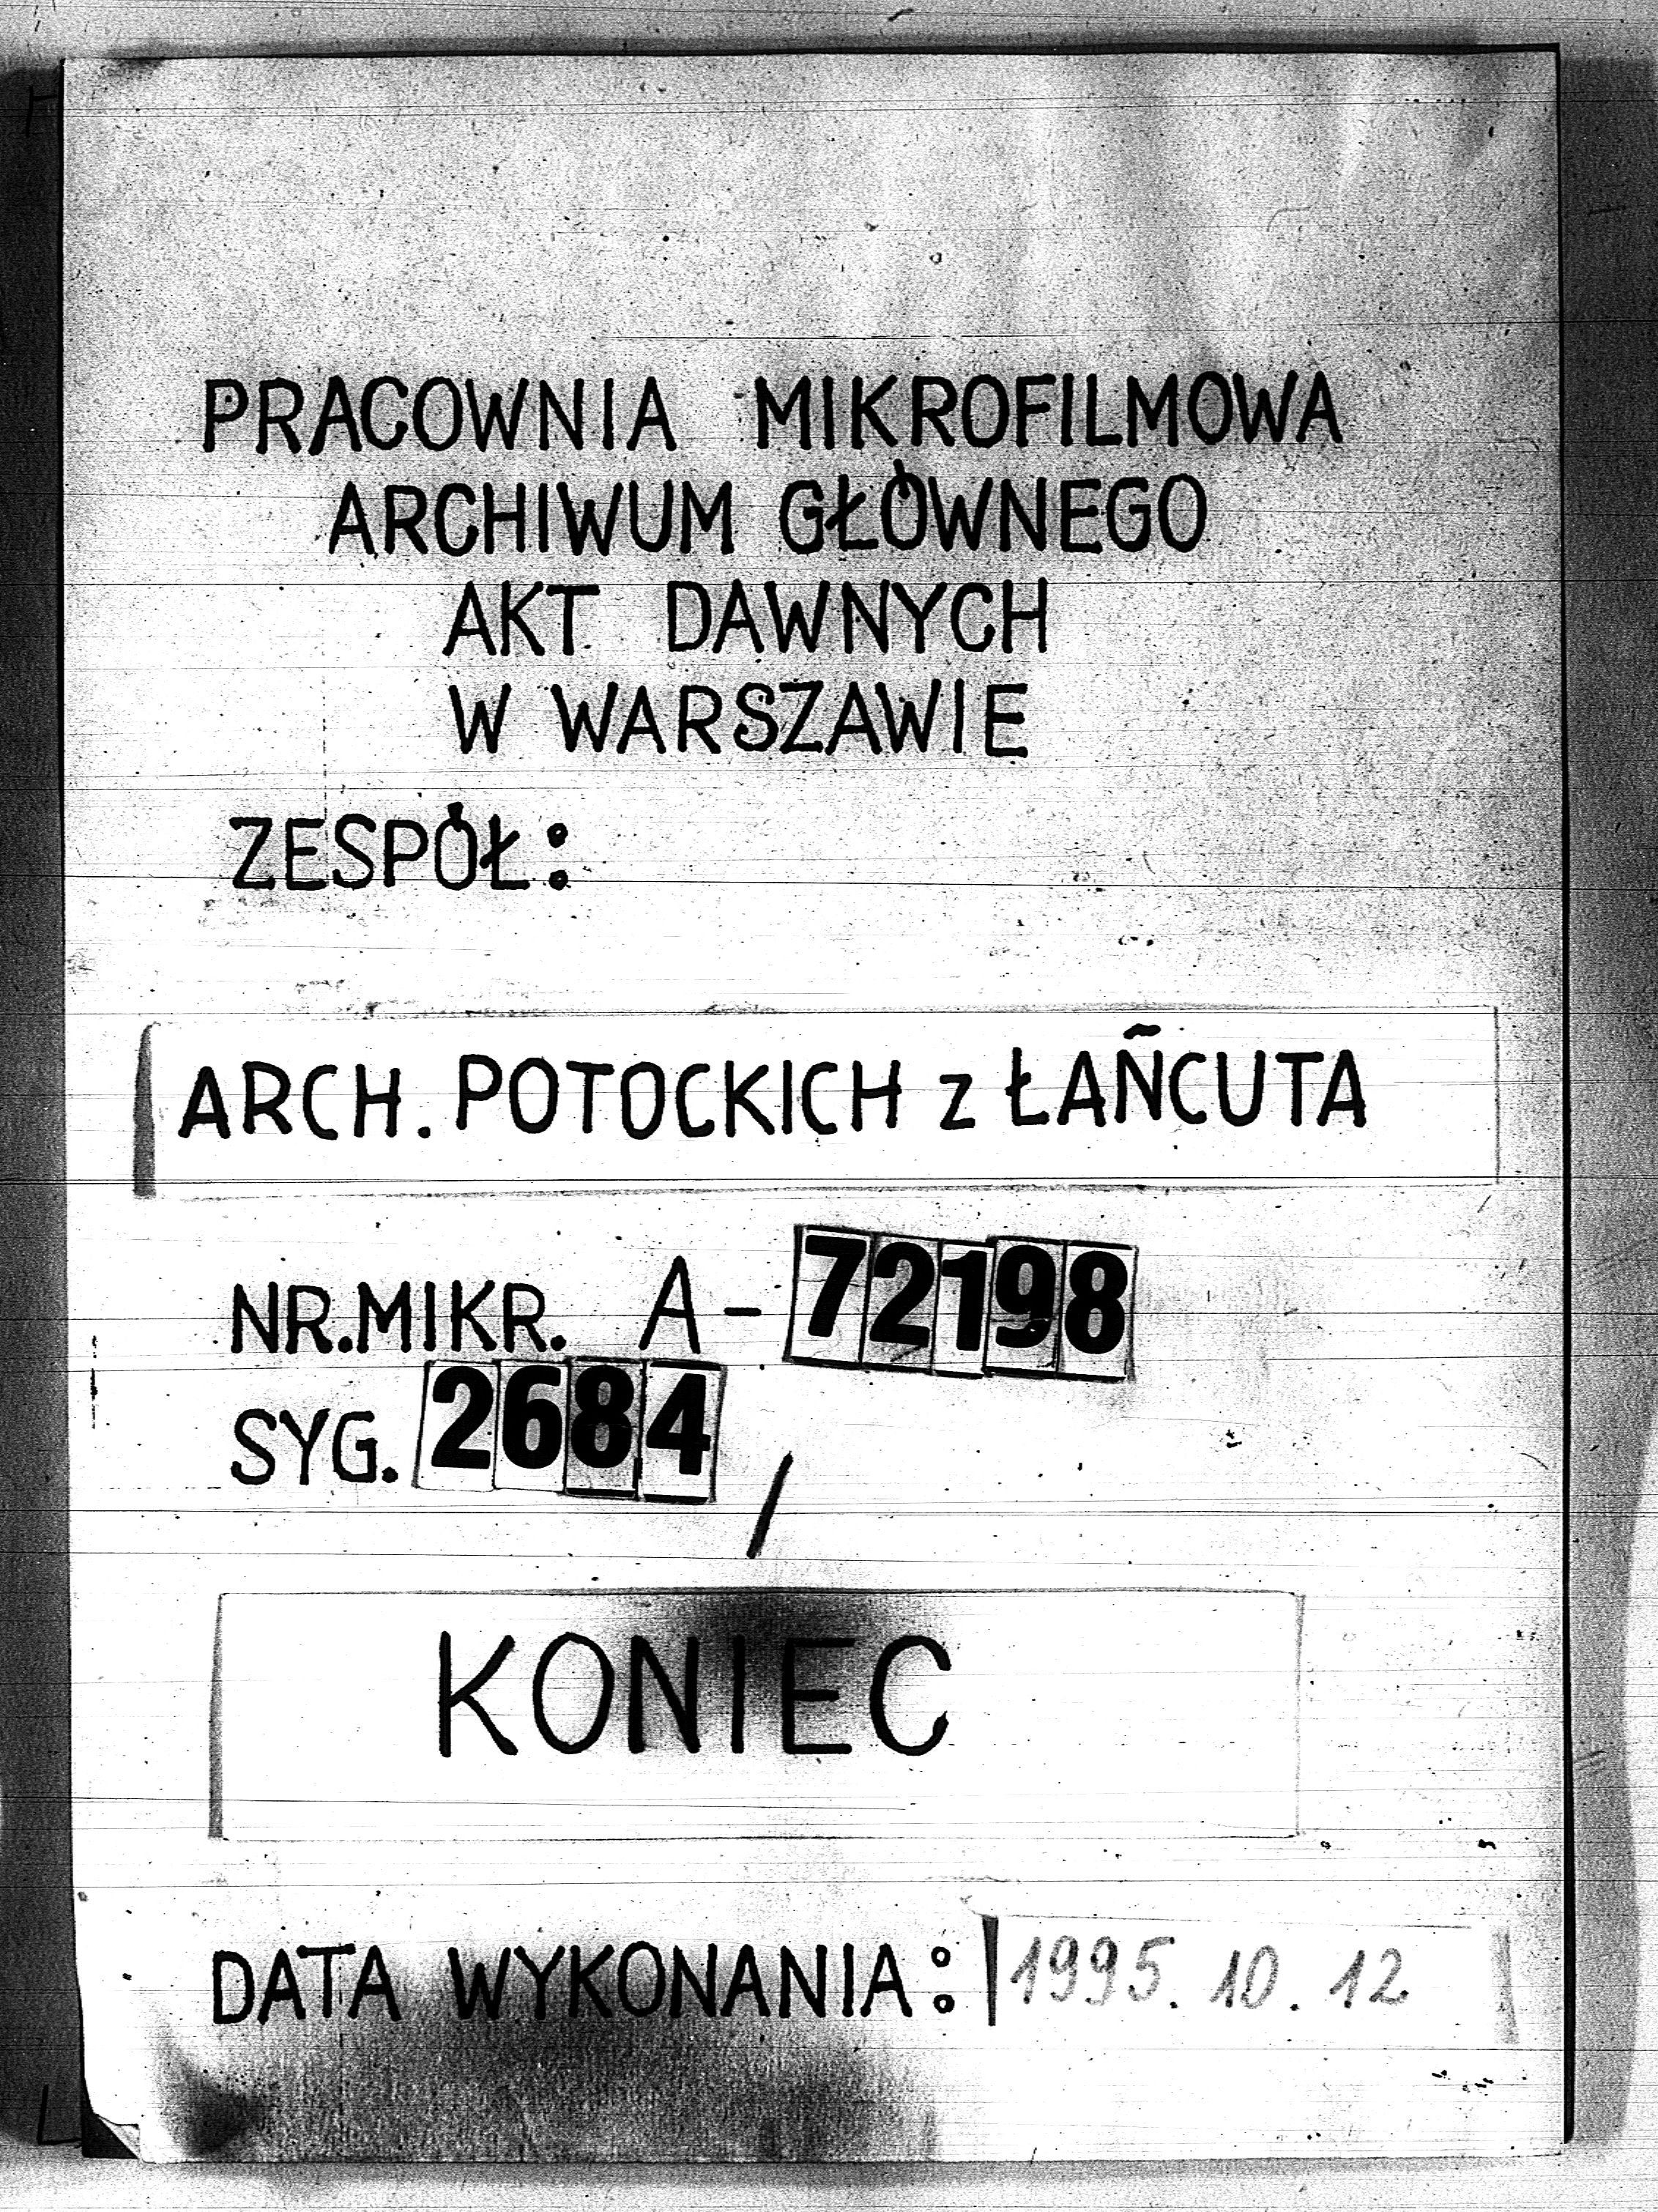 PRACOWNIA MIKROFILMOWA
ARCHIWUM GŁÓWNEGO
AKT DAWNYCH
W WARSZAWIE
ZESPÓŁ:
ARCH. POTOCKICH z ŁAŃCUTA
NR. MIKR. A-72198
SYG. 2684 /
KONIEC
DATA WYKONANIA: 1995. 10. 12